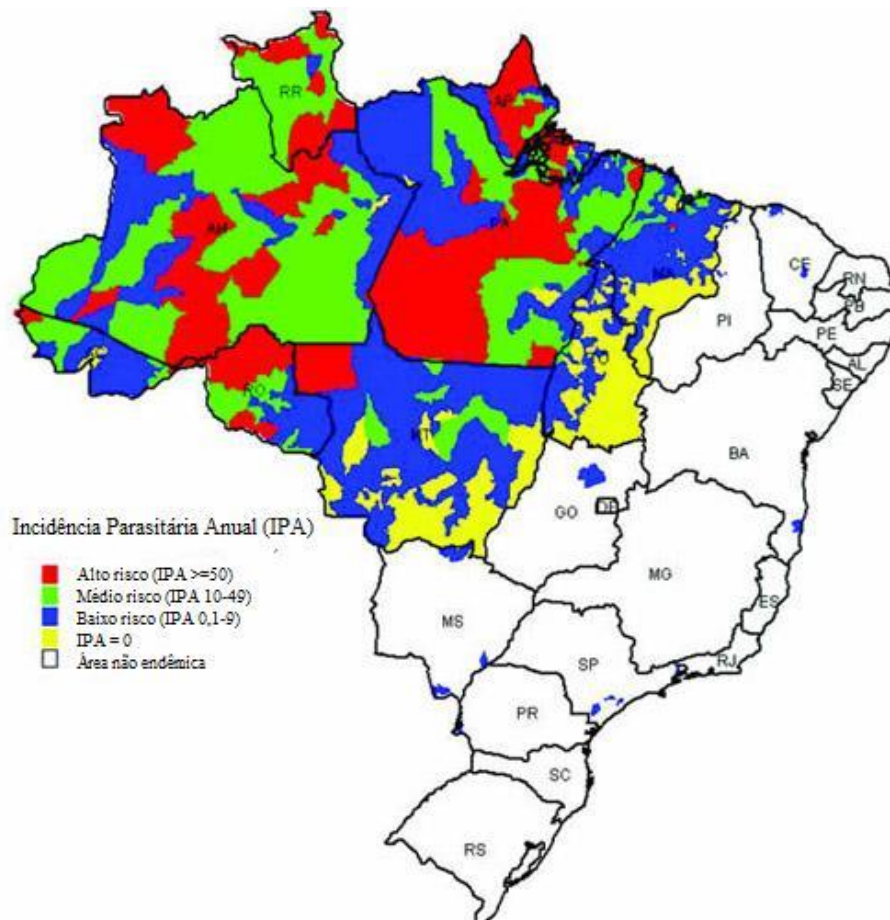 RR
AP
AM
PA
MA
CE
RN
PB
PE
AL
SE
PI
TO
RO
MT
BA
GO
DF
MG
ES
MS
SP
RJ
PR
SC
RS
Incidência Parasitária Anual (IPA)
Alto risco (IPA >=50)
Médio risco (IPA 10-49)
Baixo risco (IPA 0,1-9)
IPA = 0
Área não endêmica